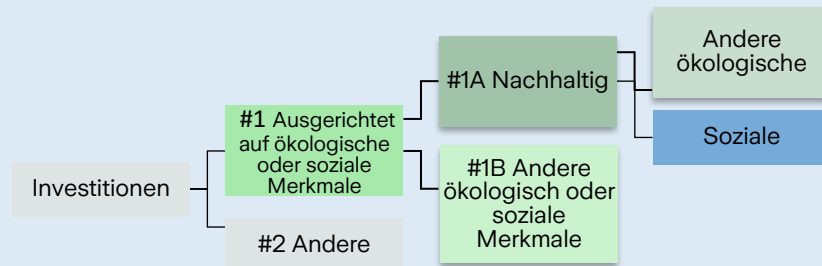 Investitionen
#1 Ausgerichtet
auf ökologische
oder soziale
Merkmale
#2 Andere
#1A Nachhaltig
#1B Andere
ökologisch oder
soziale
Merkmale
Andere
ökologische
Soziale